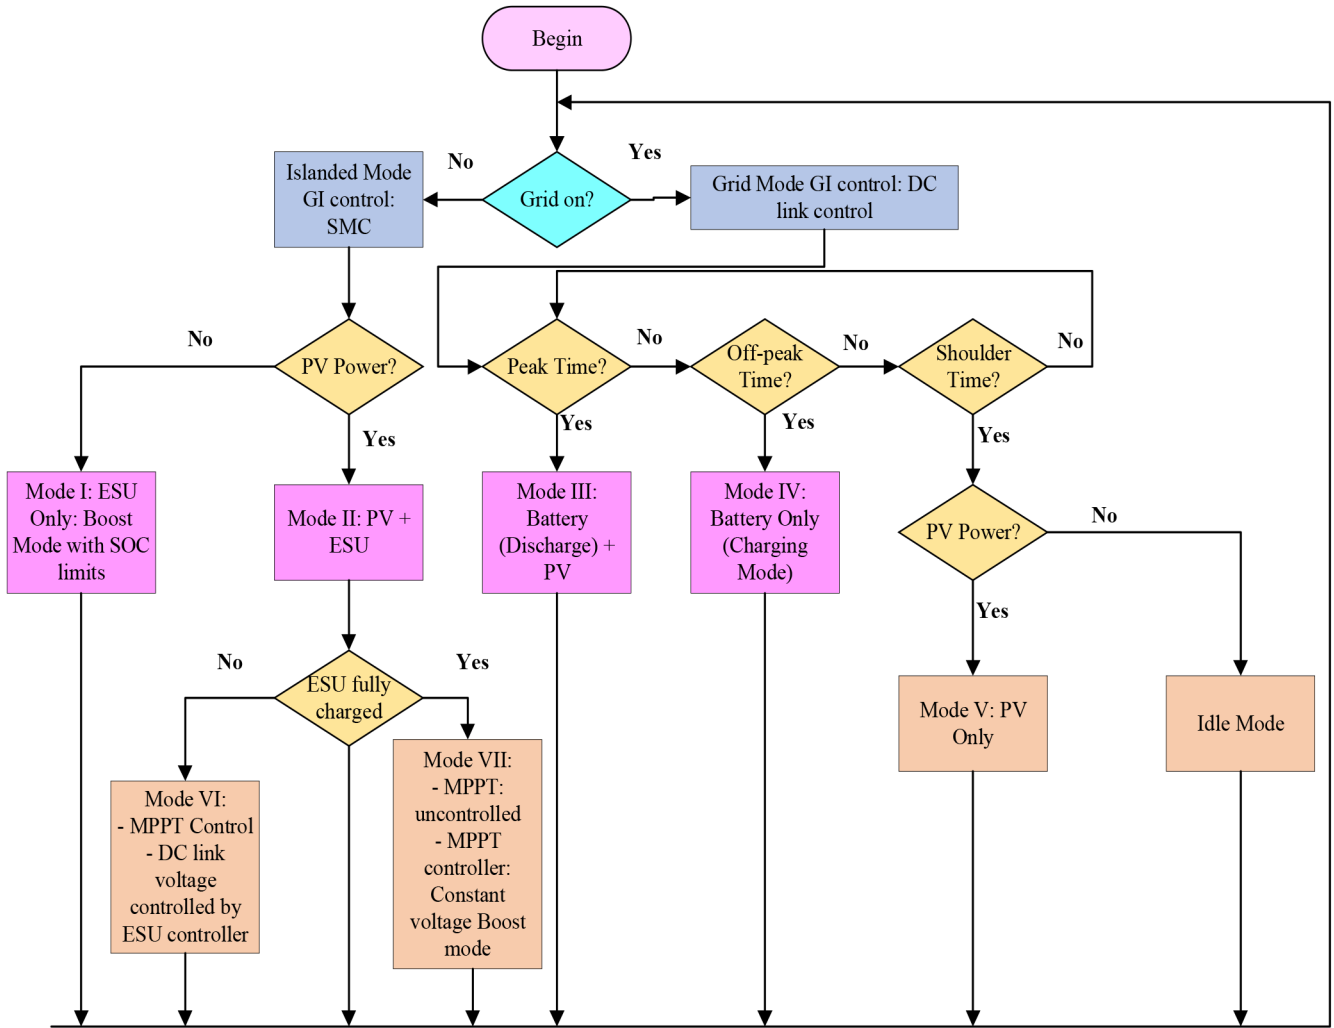 Begin
No
Yes
Islanded Mode
GI control:
SMC
Grid on?
Grid Mode GI control: DC
link control
No
PV Power?
Yes
Peak Time?
No
Off-peak
Time?
No
Shoulder
Time?
No
Yes
Yes
Yes
Mode I: ESU
Only: Boost
Mode with SOC
limits
Mode II: PV +
ESU
Mode III:
Battery
(Discharge) +
PV
Mode IV:
Battery Only
(Charging
Mode)
PV Power?
No
Yes
No
ESU fully
charged
Yes
Mode V: PV
Only
Idle Mode
Mode VI:
- MPPT Control
- DC link
voltage
controlled by
ESU controller
Mode VII:
- MPPT:
uncontrolled
- MPPT
controller:
Constant
voltage Boost
mode